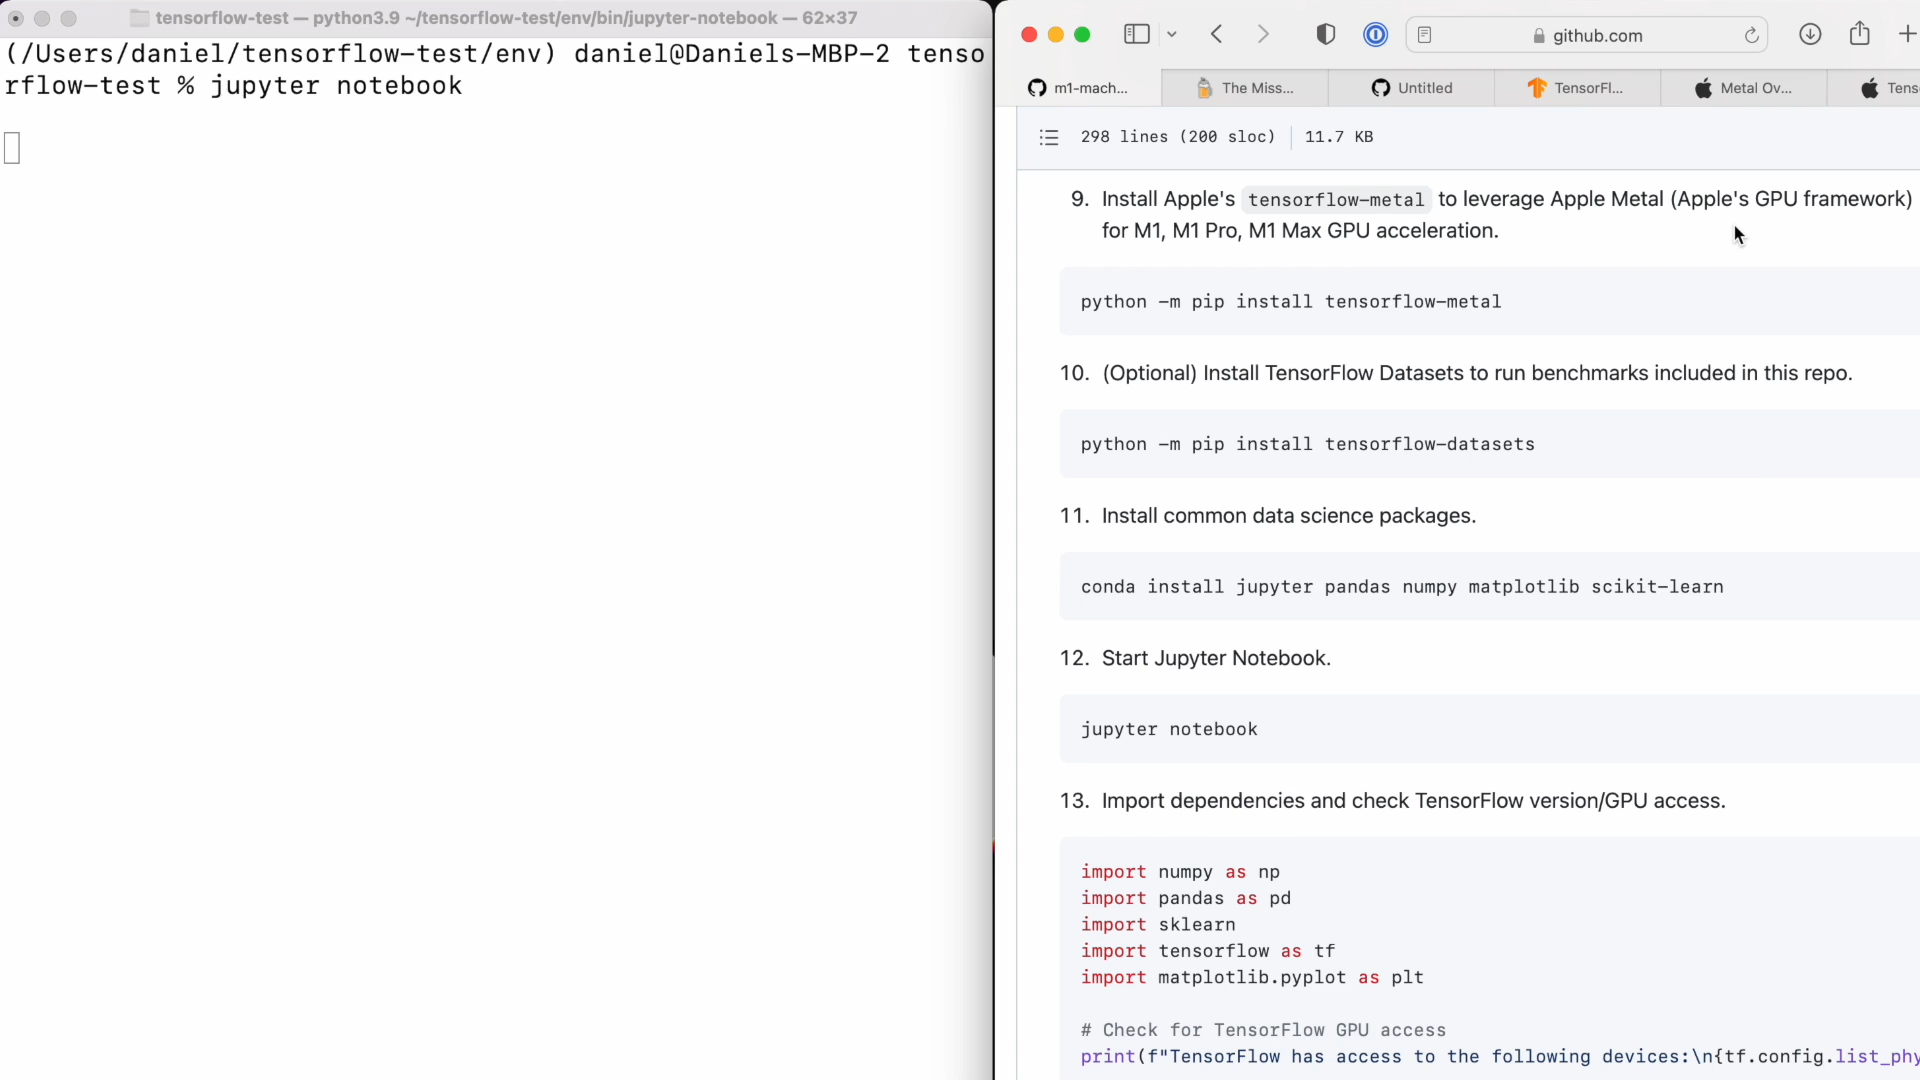 tensorflow-test — python3.9 ~/tensorflow-test/env/bin/jupyter-notebook — 62×37
(/Users/daniel/tensorflow-test/env) daniel@Daniels-MBP-2 tenso
rflow-test % jupyter notebook
github.com
m1-mach...
The Miss...
Untitled
TensorFl...
Metal Ov...
Tens
298 lines (200 sloc) 11.7 KB
9. Install Apple's tensorflow-metal to leverage Apple Metal (Apple's GPU framework)
for M1, M1 Pro, M1 Max GPU acceleration.
python -m pip install tensorflow-metal
10. (Optional) Install TensorFlow Datasets to run benchmarks included in this repo.
python -m pip install tensorflow-datasets
11. Install common data science packages.
conda install jupyter pandas numpy matplotlib scikit-learn
12. Start Jupyter Notebook.
jupyter notebook
13. Import dependencies and check TensorFlow version/GPU access.
import numpy as np
import pandas as pd
import sklearn
import tensorflow as tf
import matplotlib.pyplot as plt
# Check for TensorFlow GPU access
print(f"TensorFlow has access to the following devices:\n{tf.config.list_phy